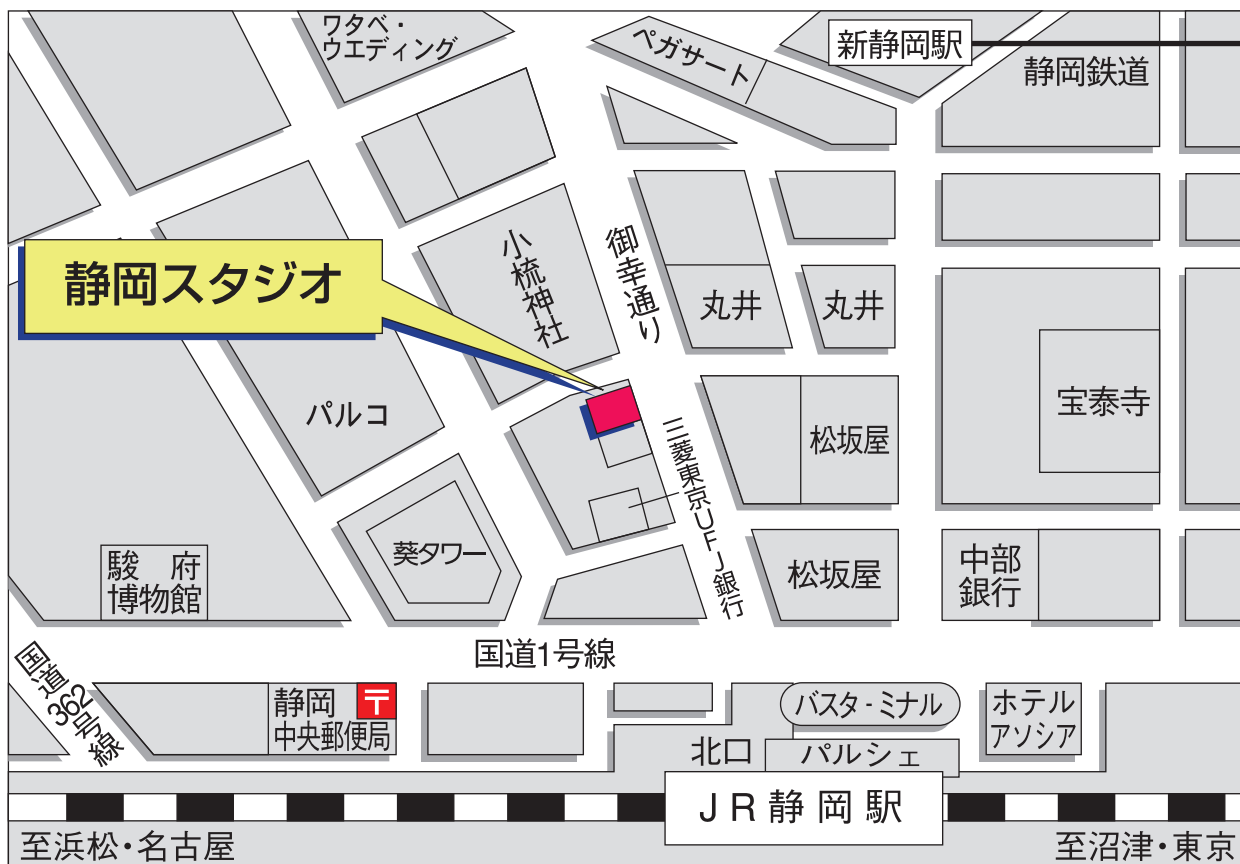 ワタベ・
ウエディング
ペガサート
新静岡駅
静岡鉄道
静岡スタジオ
小梳神社
御幸通り
丸井
丸井
パルコ
松坂屋
宝泰寺
三菱東京UFJ銀行
葵タワー
駿府
博物館
松坂屋
中部
銀行
国道1号線
国道362号線
静岡
中央郵便局
〒
バスタ-ミナル
ホテル
アソシア
北口
パルシェ
JR静岡駅
至浜松・名古屋
至沼津・東京